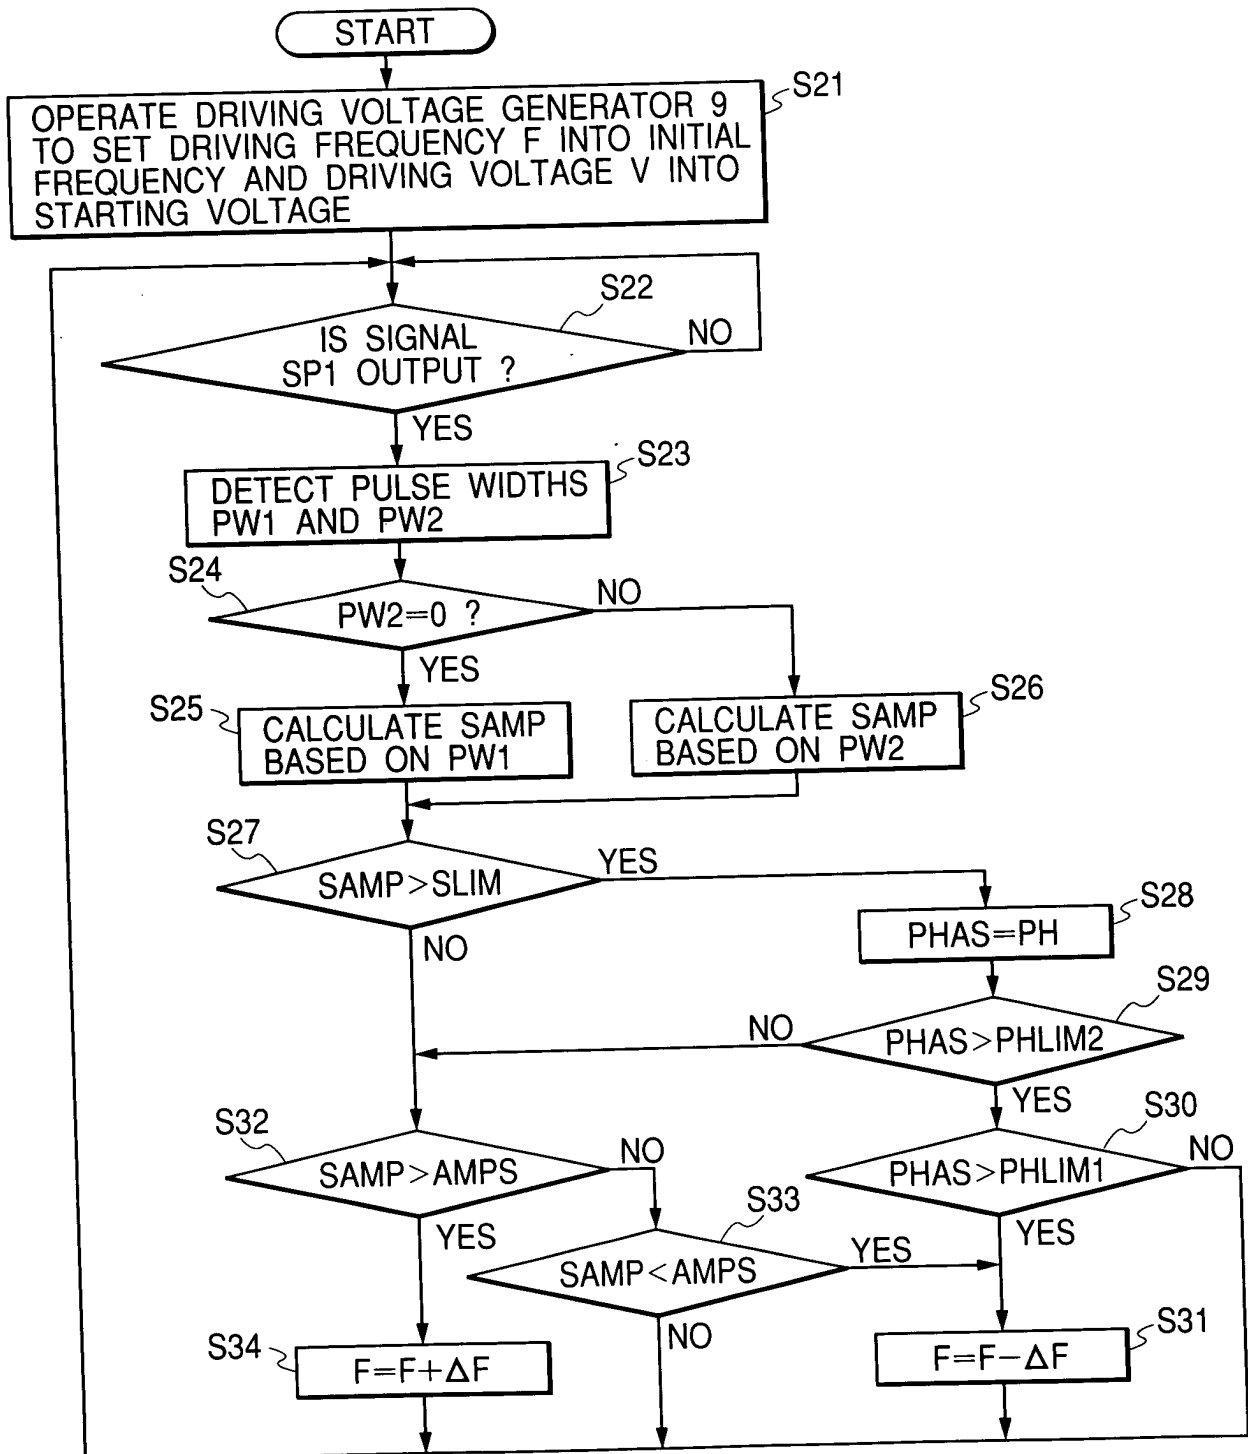 START
S21
OPERATE DRIVING VOLTAGE GENERATOR 9
TO SET DRIVING FREQUENCY F INTO INITIAL
FREQUENCY AND DRIVING VOLTAGE V INTO
STARTING VOLTAGE
S22
IS SIGNAL
SP1 OUTPUT ?
NO
YES
S23
DETECT PULSE WIDTHS
PW1 AND PW2
S24
PW2=0 ?
NO
YES
S25
CALCULATE SAMP
BASED ON PW1
S26
CALCULATE SAMP
BASED ON PW2
S27
SAMP>SLIM
YES
NO
S28
PHAS=PH
S29
PHAS>PHLIM2
NO
YES
S30
PHAS>PHLIM1
NO
YES
S32
SAMP>AMPS
NO
YES
S33
SAMP<AMPS
YES
NO
S34
F=F+ΔF
S31
F=F−ΔF